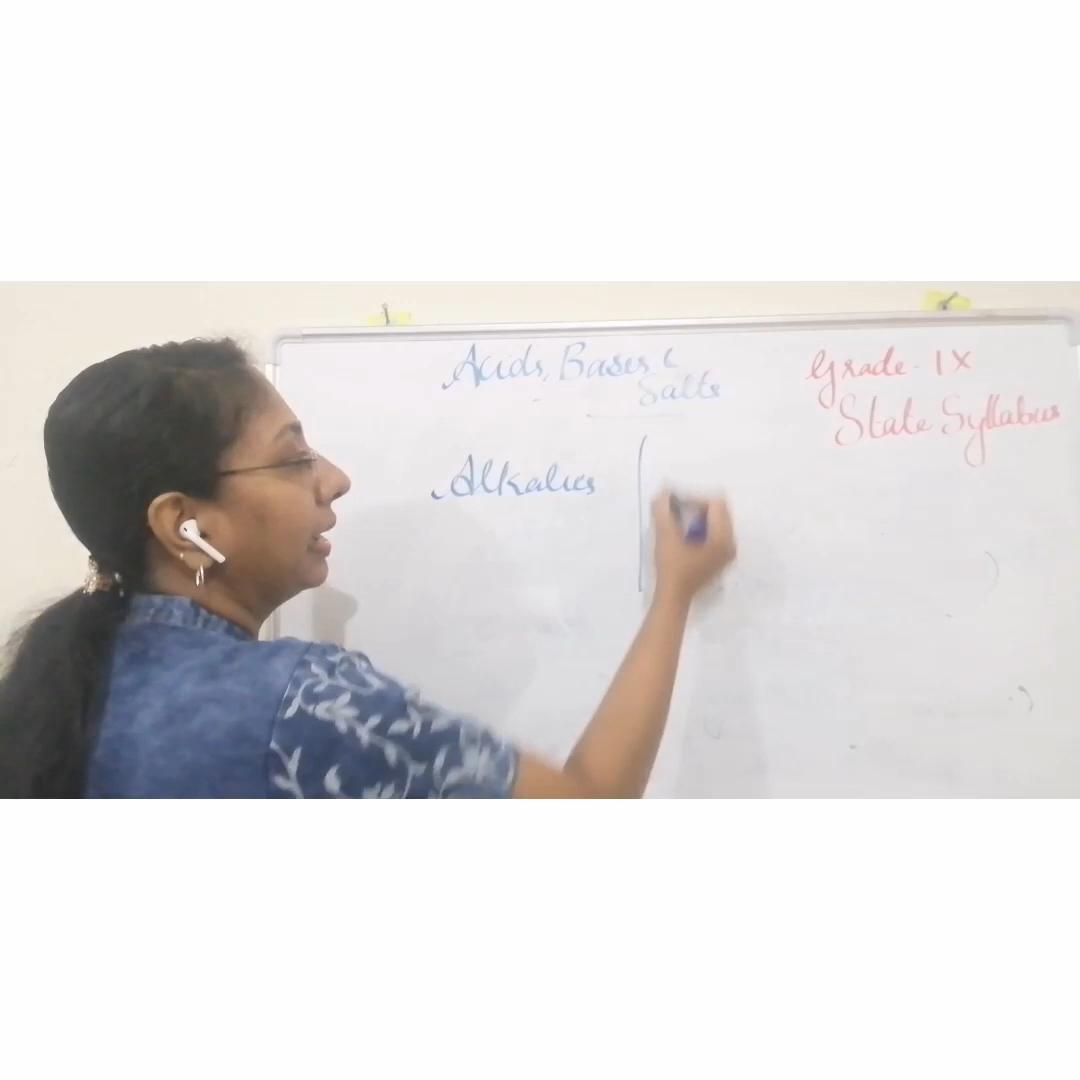 Acids, Bases &
Salts
Grade - IX
State Syllabus
Alkalies